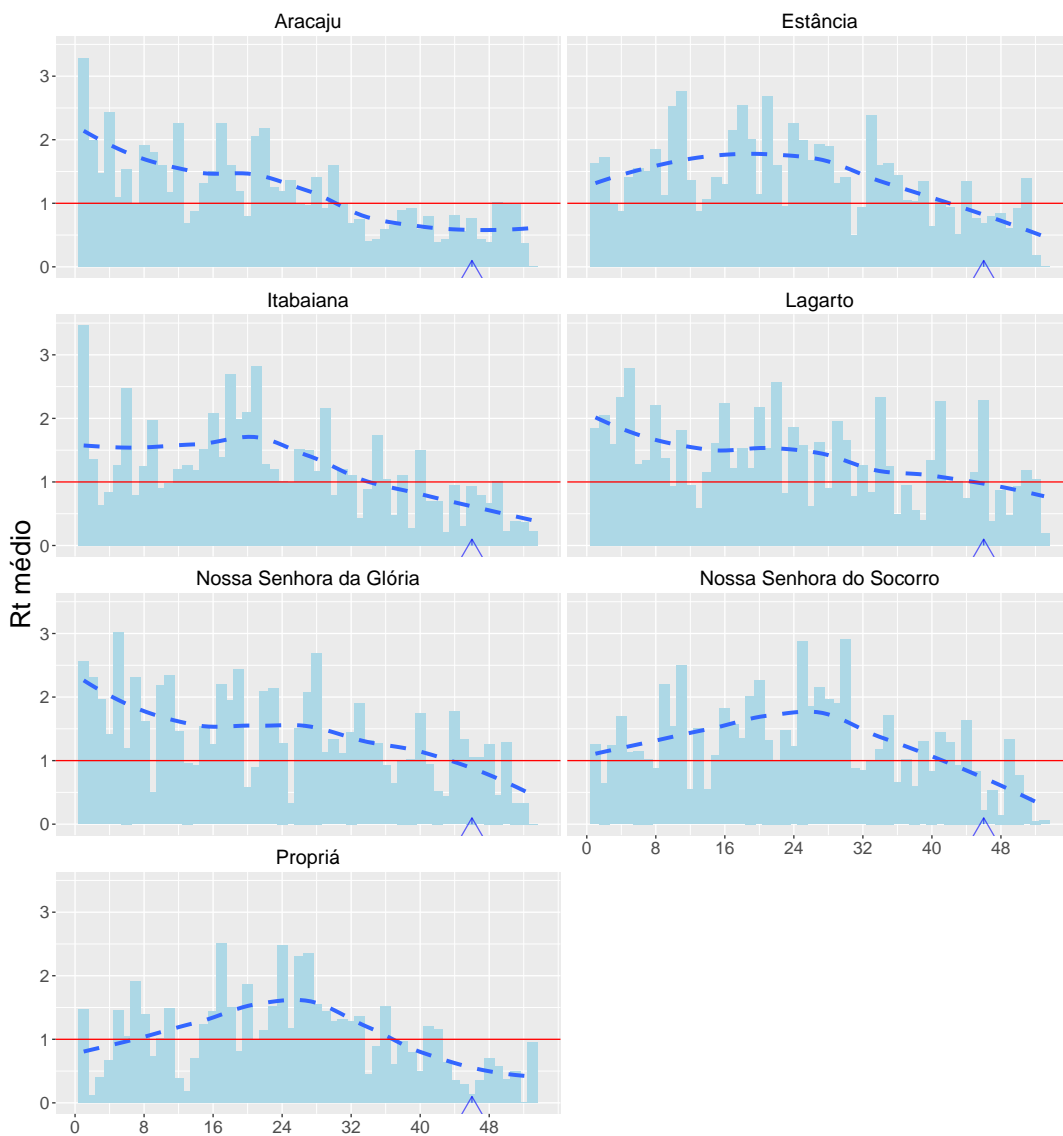 Aracaju
Estância
3
2
1
0
Itabaiana
Lagarto
3
2
1
0
Rt médio
Nossa Senhora da Glória
Nossa Senhora do Socorro
3
2
1
0
0 8 16 24 32 40 48
Propriá
3
2
1
0
0 8 16 24 32 40 48